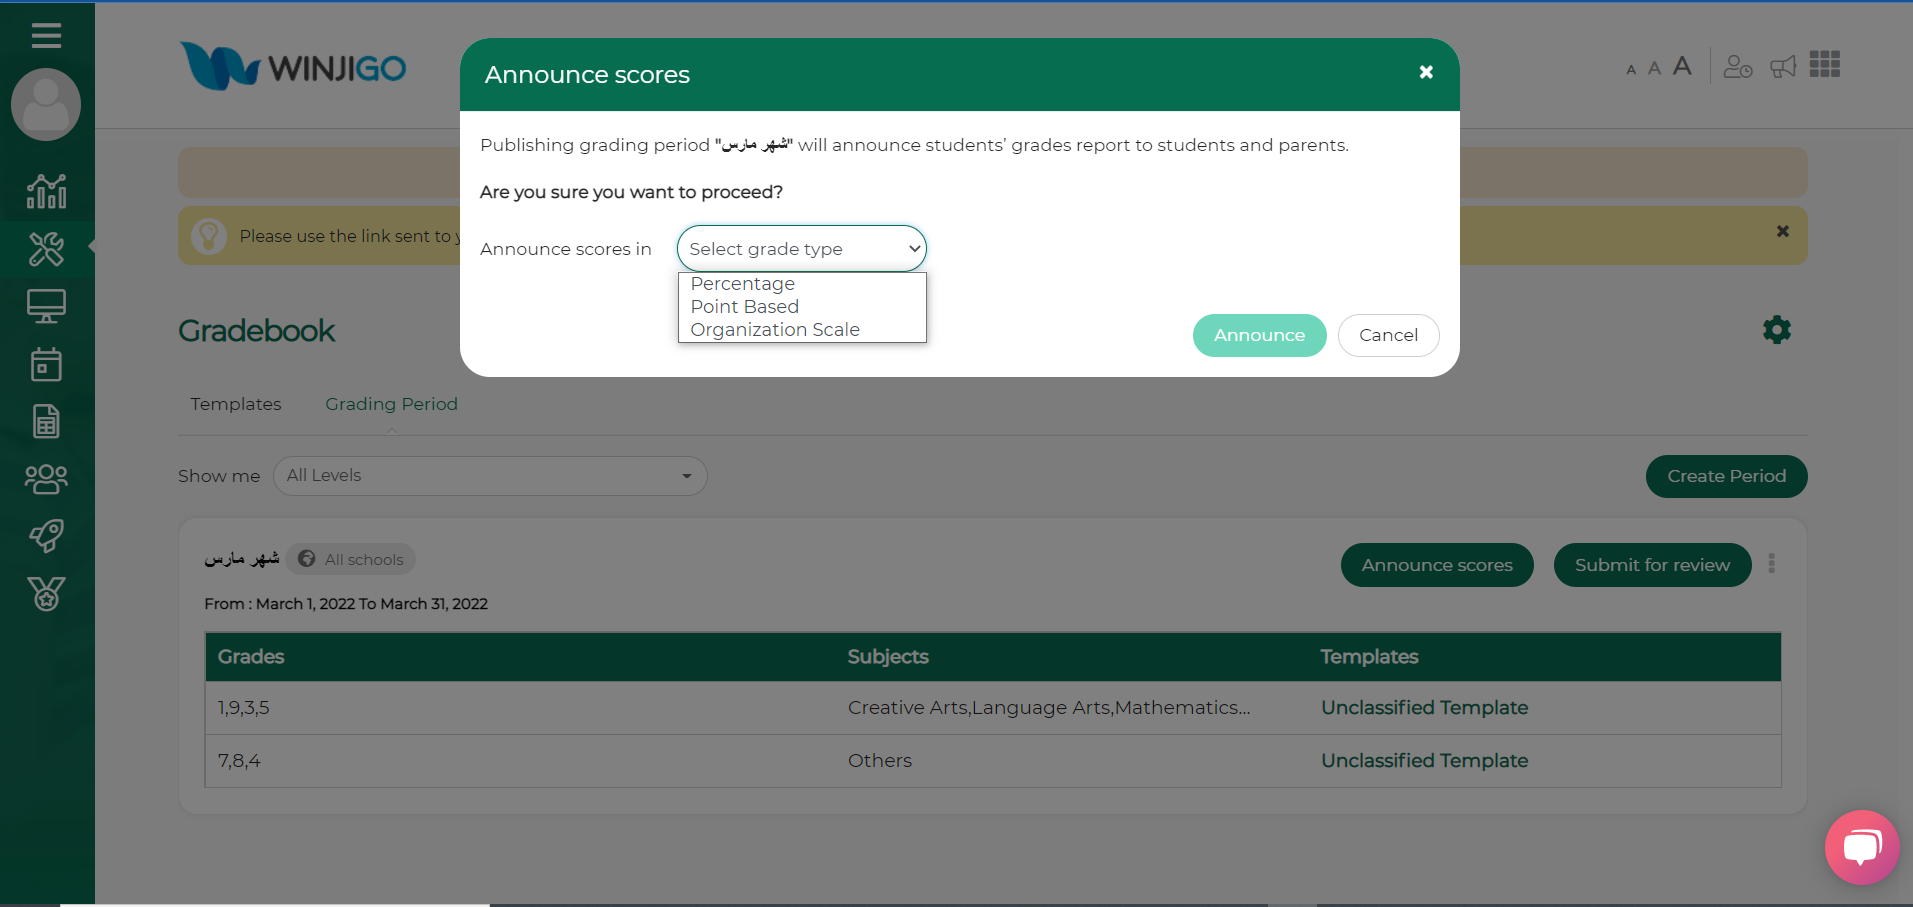 WINJIGO
A A A
Announce scores
Publishing grading period "شهر مارس" will announce students' grades report to students and parents.
Are you sure you want to proceed?
Announce scores in
Select grade type
Percentage
Point Based
Organization Scale
Announce
Cancel
Please use the link sent to
Gradebook
Templates
Grading Period
Show me
All Levels
Create Period
شهر مارس
All schools
Announce scores
Submit for review
From : March 1, 2022 To March 31, 2022
Grades Subjects Templates
1,9,3,5 Creative Arts,Language Arts,Mathematics... Unclassified Template
7,8,4 Others Unclassified Template